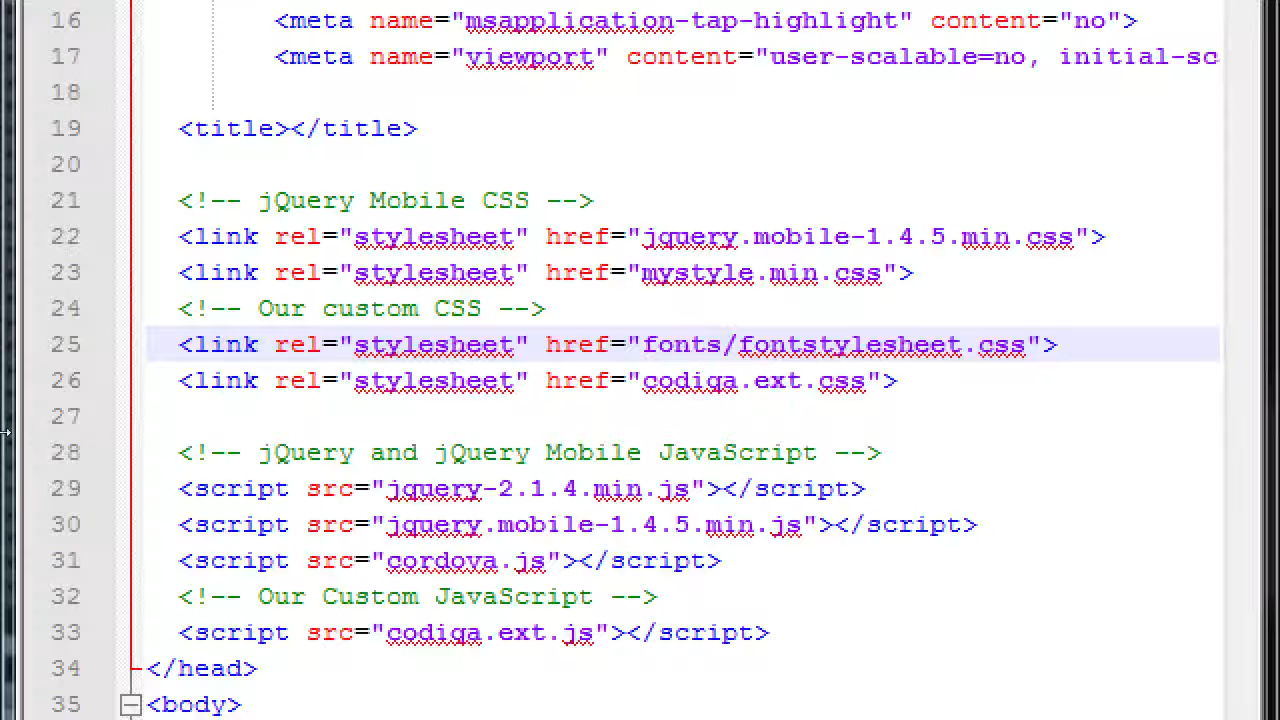 16 <meta name="msapplication-tap-highlight" content="no">
17 <meta name="viewport" content="user-scalable=no, initial-sc
18
19 <title></title>
20
21 <!-- jQuery Mobile CSS -->
22 <link rel="stylesheet" href="jquery.mobile-1.4.5.min.css">
23 <link rel="stylesheet" href="mystyle.min.css">
24 <!-- Our custom CSS -->
25 <link rel="stylesheet" href="fonts/fontstylesheet.css">
26 <link rel="stylesheet" href="codiqa.ext.css">
27
28 <!-- jQuery and jQuery Mobile JavaScript -->
29 <script src="jquery-2.1.4.min.js"></script>
30 <script src="jquery.mobile-1.4.5.min.js"></script>
31 <script src="cordova.js"></script>
32 <!-- Our Custom JavaScript -->
33 <script src="codiqa.ext.js"></script>
34 </head>
35 <body>